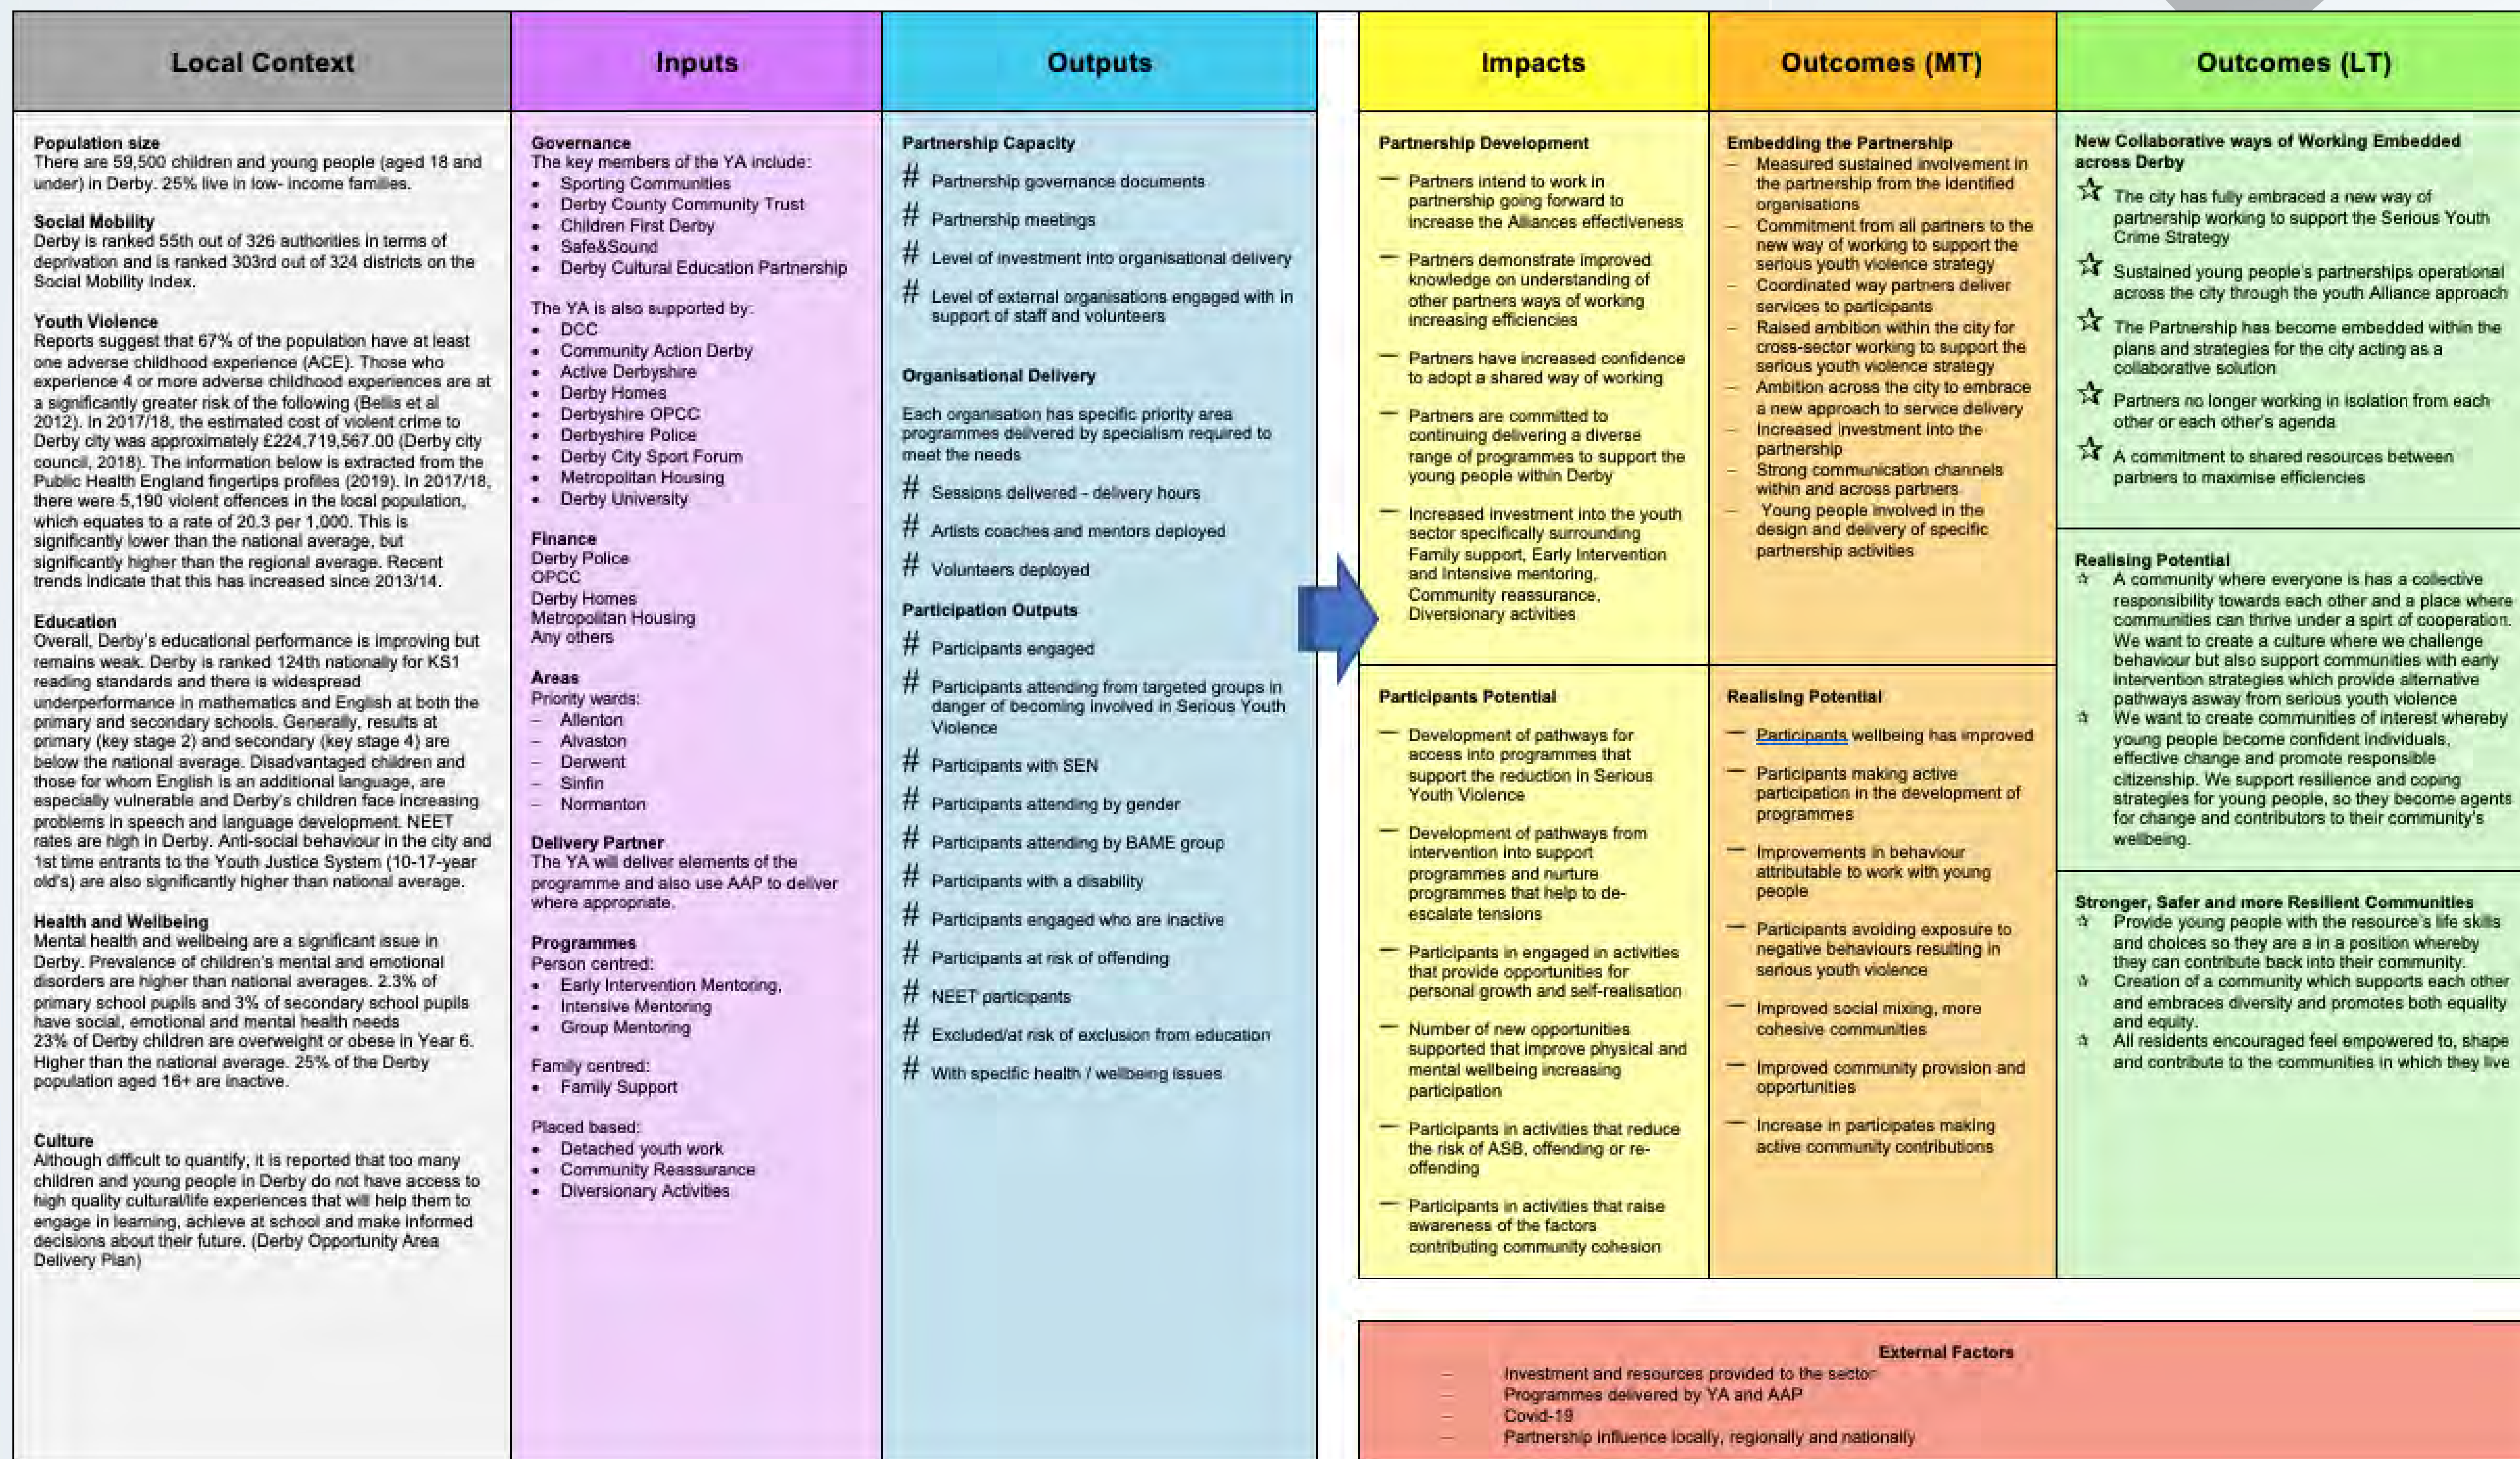 Local Context
Population size
There are 59,500 children and young people (aged 18 and
under) in Derby. 25% live in low- income families.
Social Mobility
Derby is ranked 55th out of 326 authorities in terms of
deprivation and is ranked 303rd out of 324 districts on the
Social Mobility Index.
Youth Violence
Reports suggest that 67% of the population have at least
one adverse childhood experience (ACE). Those who
experience 4 or more adverse childhood experiences are at
a significantly greater risk of the following (Bellis et al
2012). In 2017/18, the estimated cost of violent crime to
Derby city was approximately £224,719,567.00 (Derby city
council, 2018). The information below is extracted from the
Public Health England fingertips profiles (2019). In 2017/18,
there were 5,190 violent offences in the local population,
which equates to a rate of 20.3 per 1,000. This is
significantly lower than the national average, but
significantly higher than the regional average. Recent
trends indicate that this has increased since 2013/14.
Education
Overall, Derby's educational performance is improving but
remains weak. Derby is ranked 124th nationally for KS1
reading standards and there is widespread
underperformance in mathematics and English at both the
primary and secondary schools. Generally, results at
primary (key stage 2) and secondary (key stage 4) are
below the national average. Disadvantaged children and
those for whom English is an additional language, are
especially vulnerable and Derby's children face increasing
problems in speech and language development. NEET
rates are high in Derby. Anti-social behaviour in the city and
1st time entrants to the Youth Justice System (10-17-year
old's) are also significantly higher than national average.
Health and Wellbeing
Mental health and wellbeing are a significant issue in
Derby. Prevalence of children's mental and emotional
disorders are higher than national averages. 2.3% of
primary school pupils and 3% of secondary school pupils
have social, emotional and mental health needs
23% of Derby children are overweight or obese in Year 6.
Higher than the national average. 25% of the Derby
population aged 16+ are inactive.
Culture
Although difficult to quantify, it is reported that too many
children and young people in Derby do not have access to
high quality cultural/life experiences that will help them to
engage in learning, achieve at school and make informed
decisions about their future. (Derby Opportunity Area
Delivery Plan)
Inputs
Governance
The key members of the YA include:
• Sporting Communities
• Derby County Community Trust
• Children First Derby
• Safe&Sound
• Derby Cultural Education Partnership
The YA is also supported by:
• DCC
• Community Action Derby
• Active Derbyshire
• Derby Homes
• Derbyshire OPCC
• Derbyshire Police
• Derby City Sport Forum
• Metropolitan Housing
• Derby University
Finance
Derby Police
OPCC
Derby Homes
Metropolitan Housing
Any others
Areas
Priority wards:
– Allenton
– Alvaston
– Derwent
– Sinfin
– Normanton
Delivery Partner
The YA will deliver elements of the
programme and also use AAP to deliver
where appropriate.
Programmes
Person centred:
• Early Intervention Mentoring,
• Intensive Mentoring
• Group Mentoring
Family centred:
• Family Support
Placed based:
• Detached youth work
• Community Reassurance
• Diversionary Activities
Outputs
Partnership Capacity
# Partnership governance documents
# Partnership meetings
# Level of investment into organisational delivery
# Level of external organisations engaged with in
support of staff and volunteers
Organisational Delivery
Each organisation has specific priority area
programmes delivered by specialism required to
meet the needs
# Sessions delivered - delivery hours
# Artists coaches and mentors deployed
# Volunteers deployed
Participation Outputs
# Participants engaged
# Participants attending from targeted groups in
danger of becoming involved in Serious Youth
Violence
# Participants with SEN
# Participants attending by gender
# Participants attending by BAME group
# Participants with a disability
# Participants engaged who are inactive
# Participants at risk of offending
# NEET participants
# Excluded/at risk of exclusion from education
# With specific health / wellbeing issues
Impacts
Partnership Development
— Partners intend to work in
partnership going forward to
increase the Alliances effectiveness
— Partners demonstrate improved
knowledge on understanding of
other partners ways of working
increasing efficiencies
— Partners have increased confidence
to adopt a shared way of working
— Partners are committed to
continuing delivering a diverse
range of programmes to support the
young people within Derby
— Increased investment into the youth
sector specifically surrounding
Family support, Early Intervention
and Intensive mentoring,
Community reassurance,
Diversionary activities
Participants Potential
— Development of pathways for
access into programmes that
support the reduction in Serious
Youth Violence
— Development of pathways from
intervention into support
programmes and nurture
programmes that help to de-
escalate tensions
— Participants in engaged in activities
that provide opportunities for
personal growth and self-realisation
— Number of new opportunities
supported that improve physical and
mental wellbeing increasing
participation
— Participants in activities that reduce
the risk of ASB, offending or re-
offending
— Participants in activities that raise
awareness of the factors
contributing community cohesion
Outcomes (MT)
Embedding the Partnership
– Measured sustained involvement in
the partnership from the identified
organisations
– Commitment from all partners to the
new way of working to support the
serious youth violence strategy
– Coordinated way partners deliver
services to participants
– Raised ambition within the city for
cross-sector working to support the
serious youth violence strategy
– Ambition across the city to embrace
a new approach to service delivery
– Increased investment into the
partnership
– Strong communication channels
within and across partners
– Young people involved in the
design and delivery of specific
partnership activities
Realising Potential
— Participants wellbeing has improved
— Participants making active
participation in the development of
programmes
— Improvements in behaviour
attributable to work with young
people
— Participants avoiding exposure to
negative behaviours resulting in
serious youth violence
— Improved social mixing, more
cohesive communities
— Improved community provision and
opportunities
— Increase in participates making
active community contributions
Outcomes (LT)
New Collaborative ways of Working Embedded
across Derby
☆ The city has fully embraced a new way of
partnership working to support the Serious Youth
Crime Strategy
☆ Sustained young people's partnerships operational
across the city through the youth Alliance approach
☆ The Partnership has become embedded within the
plans and strategies for the city acting as a
collaborative solution
☆ Partners no longer working in isolation from each
other or each other's agenda
☆ A commitment to shared resources between
partners to maximise efficiencies
Realising Potential
☆ A community where everyone is has a collective
responsibility towards each other and a place where
communities can thrive under a spirt of cooperation.
We want to create a culture where we challenge
behaviour but also support communities with early
intervention strategies which provide alternative
pathways asway from serious youth violence
☆ We want to create communities of interest whereby
young people become confident individuals,
effective change and promote responsible
citizenship. We support resilience and coping
strategies for young people, so they become agents
for change and contributors to their community's
wellbeing.
Stronger, Safer and more Resilient Communities
☆ Provide young people with the resource's life skills
and choices so they are a in a position whereby
they can contribute back into their community.
☆ Creation of a community which supports each other
and embraces diversity and promotes both equality
and equity.
☆ All residents encouraged feel empowered to, shape
and contribute to the communities in which they live
External Factors
– Investment and resources provided to the sector
– Programmes delivered by YA and AAP
– Covid-19
– Partnership influence locally, regionally and nationally